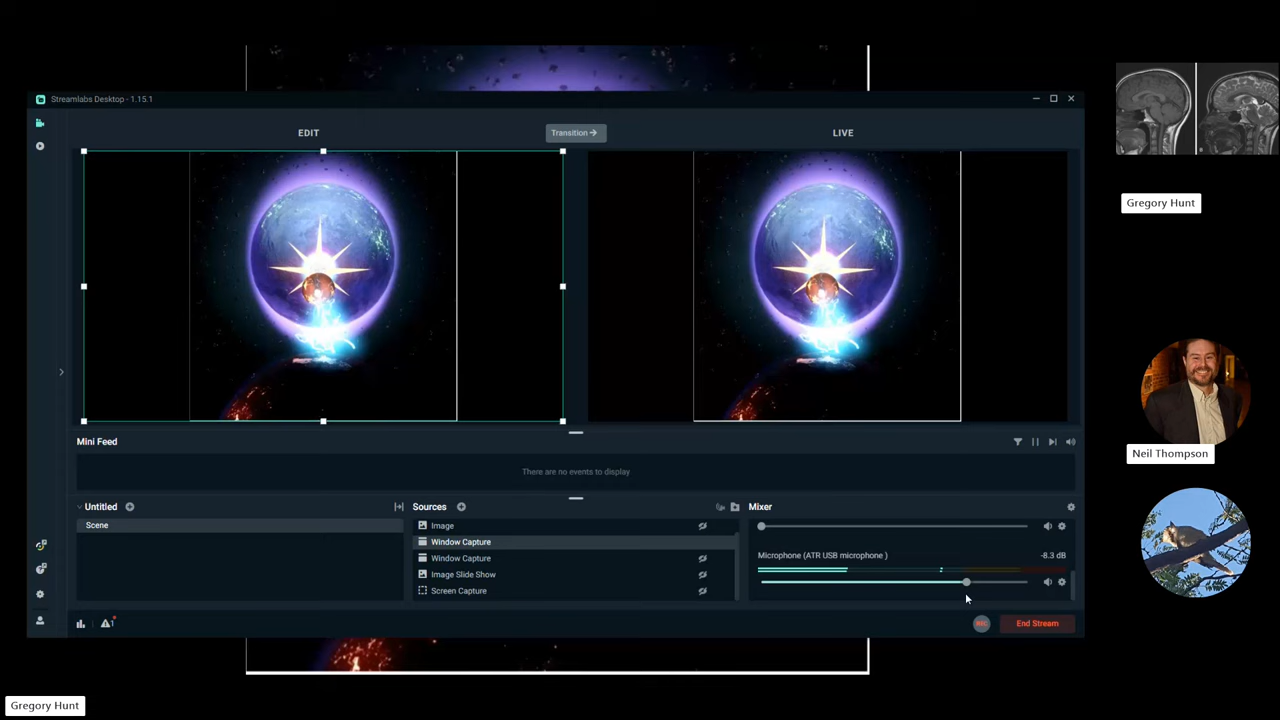 Streamlabs Desktop - 1.15.1
EDIT
Transition
LIVE
Gregory Hunt
Neil Thompson
Mini Feed
There are no events to display
Untitled
Scene
Sources
Image
Window Capture
Window Capture
Image Slide Show
Screen Capture
Mixer
Microphone (ATR USB microphone )
-8.3 dB
1
REC
End Stream
Gregory Hunt